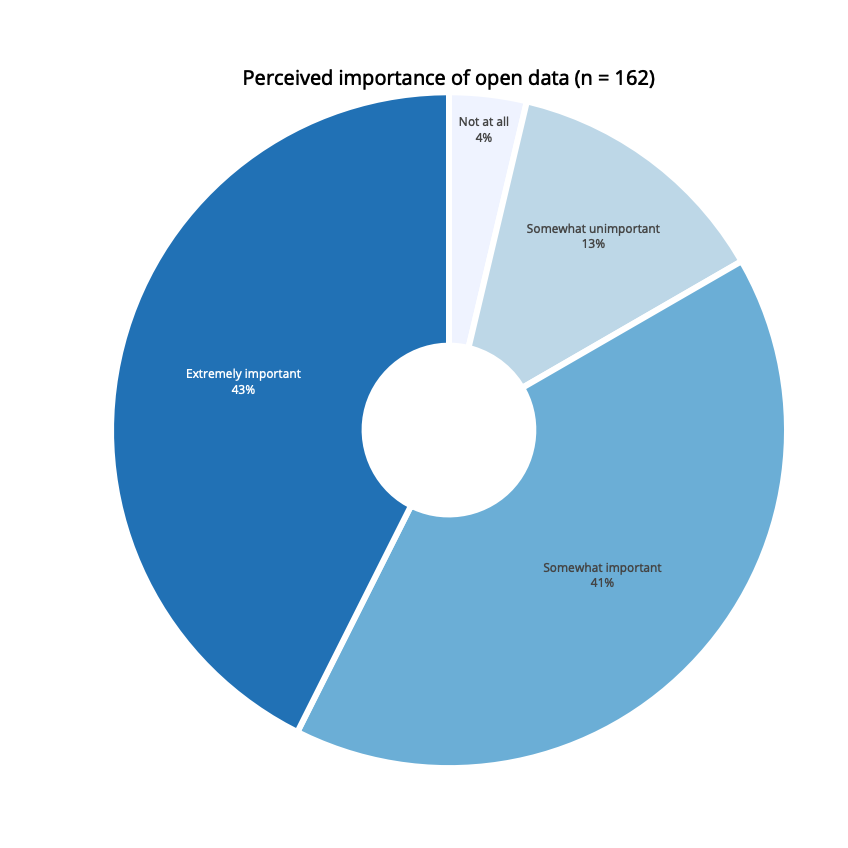 Perceived importance of open data (n = 162)
Not at all
4%
Somewhat unimportant
13%
Extremely important
43%
Somewhat important
41%